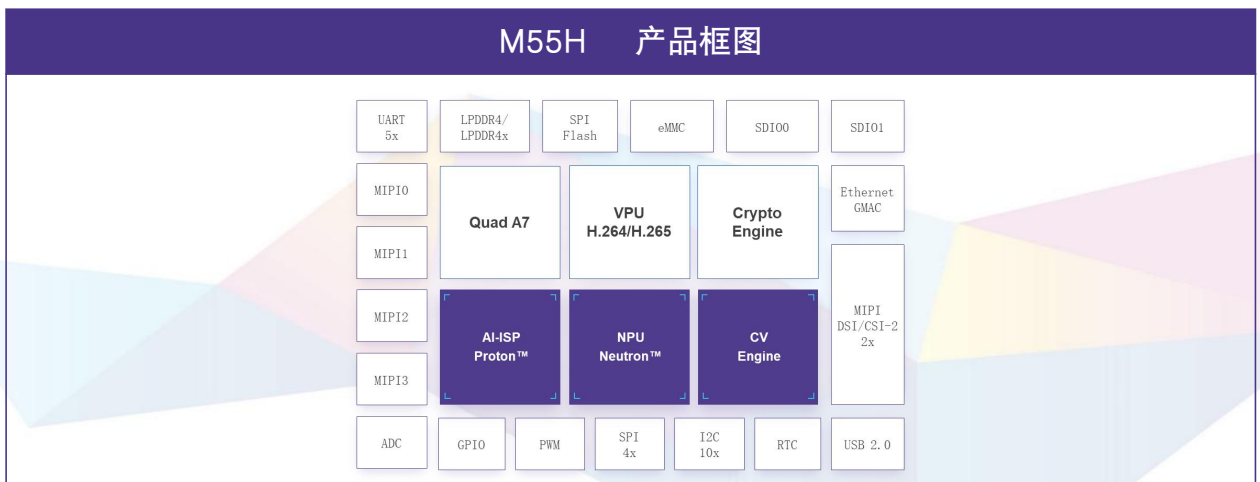 M55H 产品框图
UART
5x
LPDDR4/
LPDDR4x
SPI
Flash
eMMC
SDIO0
SDIO1
MIPI0
Quad A7
VPU
H.264/H.265
Crypto
Engine
Ethernet
GMAC
MIPI1
MIPI2
AI-ISP
Proton™
NPU
Neutron™
CV
Engine
MIPI
DSI/CSI-2
2x
MIPI3
ADC
GPIO
PWM
SPI
4x
I2C
10x
RTC
USB 2.0